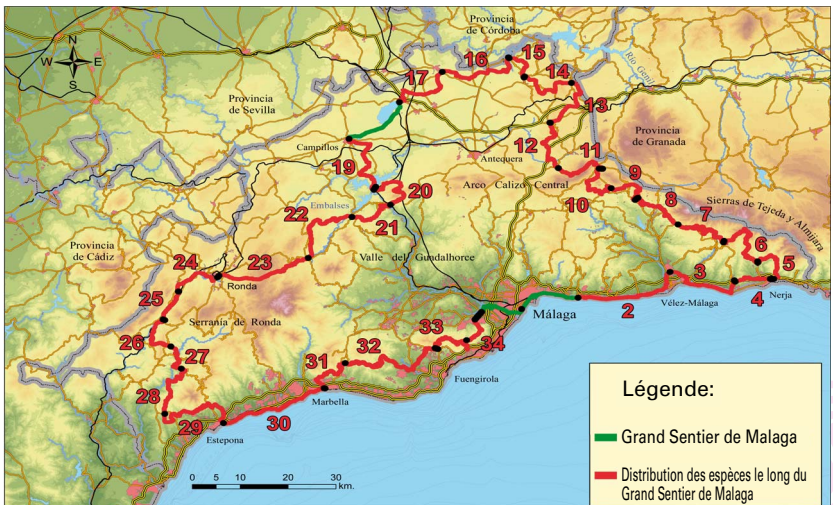 Provincia
de Córdoba
N
W E
S
Río Genil
16
15
17
14
Provincia
de Sevilla
13
Provincia
de Granada
Campillos
12
Antequera
11
19
Arco Calizo Central
9
20
10
Embalses
8
Sierras de Tejeda y Almijara
22
21
7
Provincia
de Cádiz
Valle del Guadalhorce
6
24
23
5
Ronda
3
25
Málaga
2
Vélez-Málaga
4
Nerja
Serranía de Ronda
26
33
34
27
31
32
Fuengirola
28
Marbella
29
30
Estepona
0 5 10 20 30
km.
Légende:
Grand Sentier de Malaga
Distribution des espèces le long du
Grand Sentier de Malaga